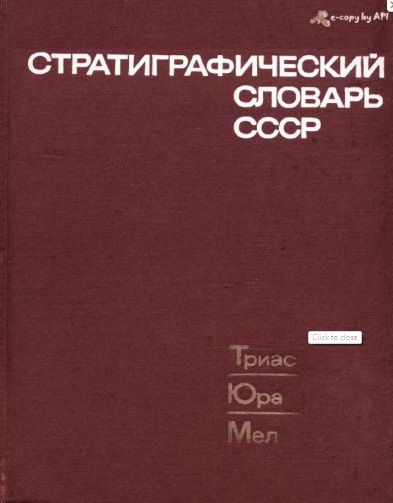 e-copy by API
СТРАТИГРАФИЧЕСКИЙ
СЛОВАРЬ
СССР
Click to close
Триас
Юра
Мел